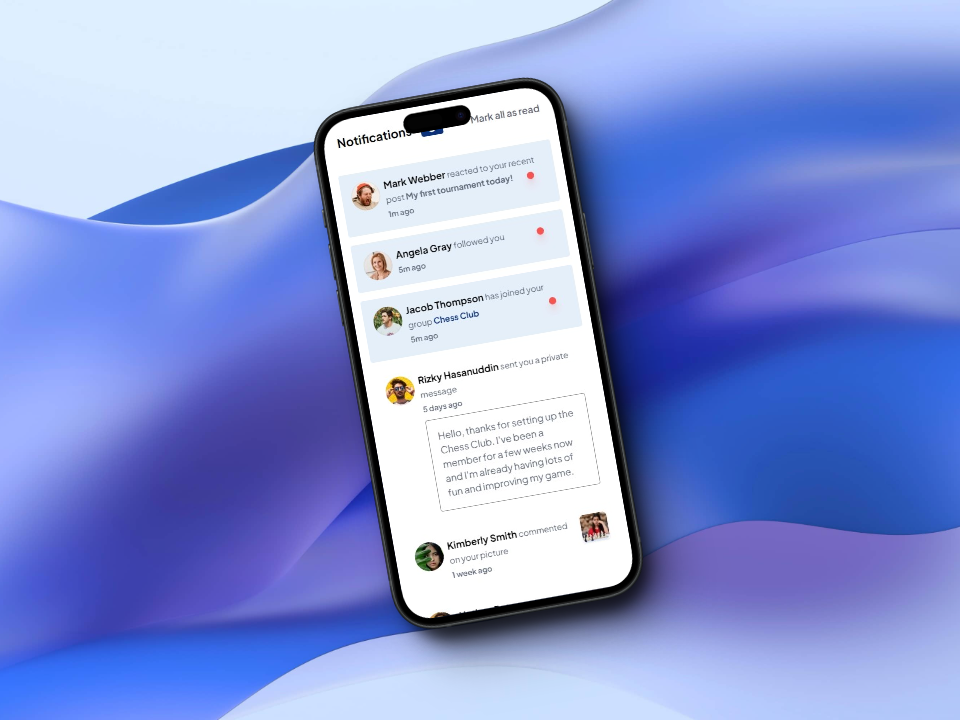 Notifications
Mark all as read
Mark Webber reacted to your recent
post My first tournament today!
1m ago
Angela Gray followed you
5m ago
Jacob Thompson has joined your
group Chess Club
5m ago
Rizky Hasanuddin sent you a private
message
5 days ago
Hello, thanks for setting up the
Chess Club. I've been a
member for a few weeks now
and I'm already having lots of
fun and improving my game.
Kimberly Smith commented
on your picture
1 week ago